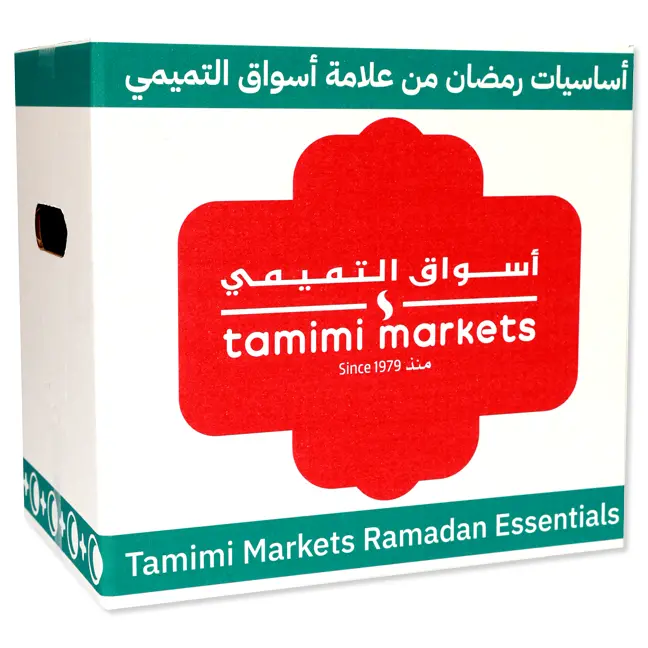 أساسيات رمضان من علامة أسواق التميمي
أسواق التميمي
tamimi markets
Since 1979 منذ
Tamimi Markets Ramadan Essentials